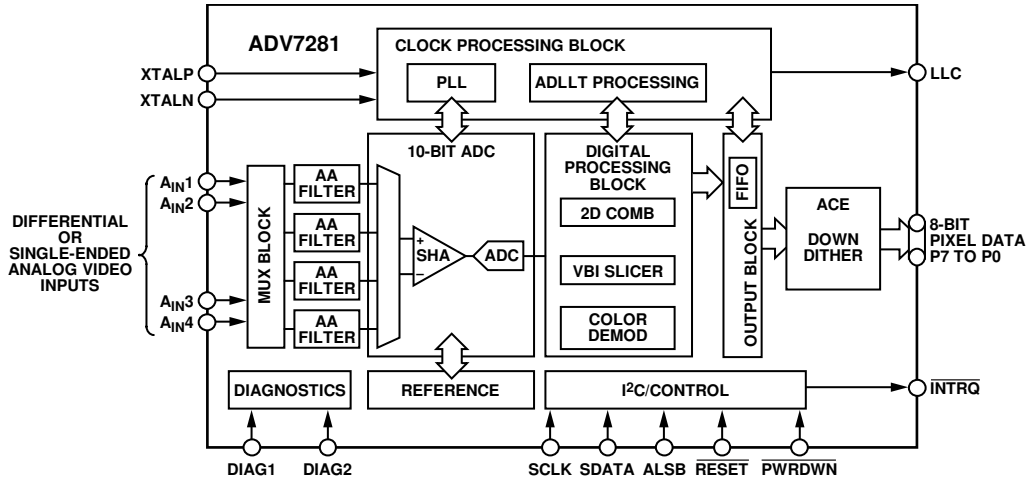 ADV7281
CLOCK PROCESSING BLOCK
PLL
ADLLT PROCESSING
XTALP
XTALN
LLC
10-BIT ADC
DIGITAL
PROCESSING
BLOCK
2D COMB
VBI SLICER
COLOR
DEMOD
FIFO
OUTPUT BLOCK
ACE
DOWN
DITHER
8-BIT
PIXEL DATA
P7 TO P0
DIFFERENTIAL
OR
SINGLE-ENDED
ANALOG VIDEO
INPUTS
AIN1
AIN2
AIN3
AIN4
MUX BLOCK
AA
FILTER
AA
FILTER
AA
FILTER
AA
FILTER
+
SHA
–
ADC
DIAGNOSTICS
REFERENCE
I2C/CONTROL
INTRQ
DIAG1
DIAG2
SCLK
SDATA
ALSB
RESET
PWRDWN